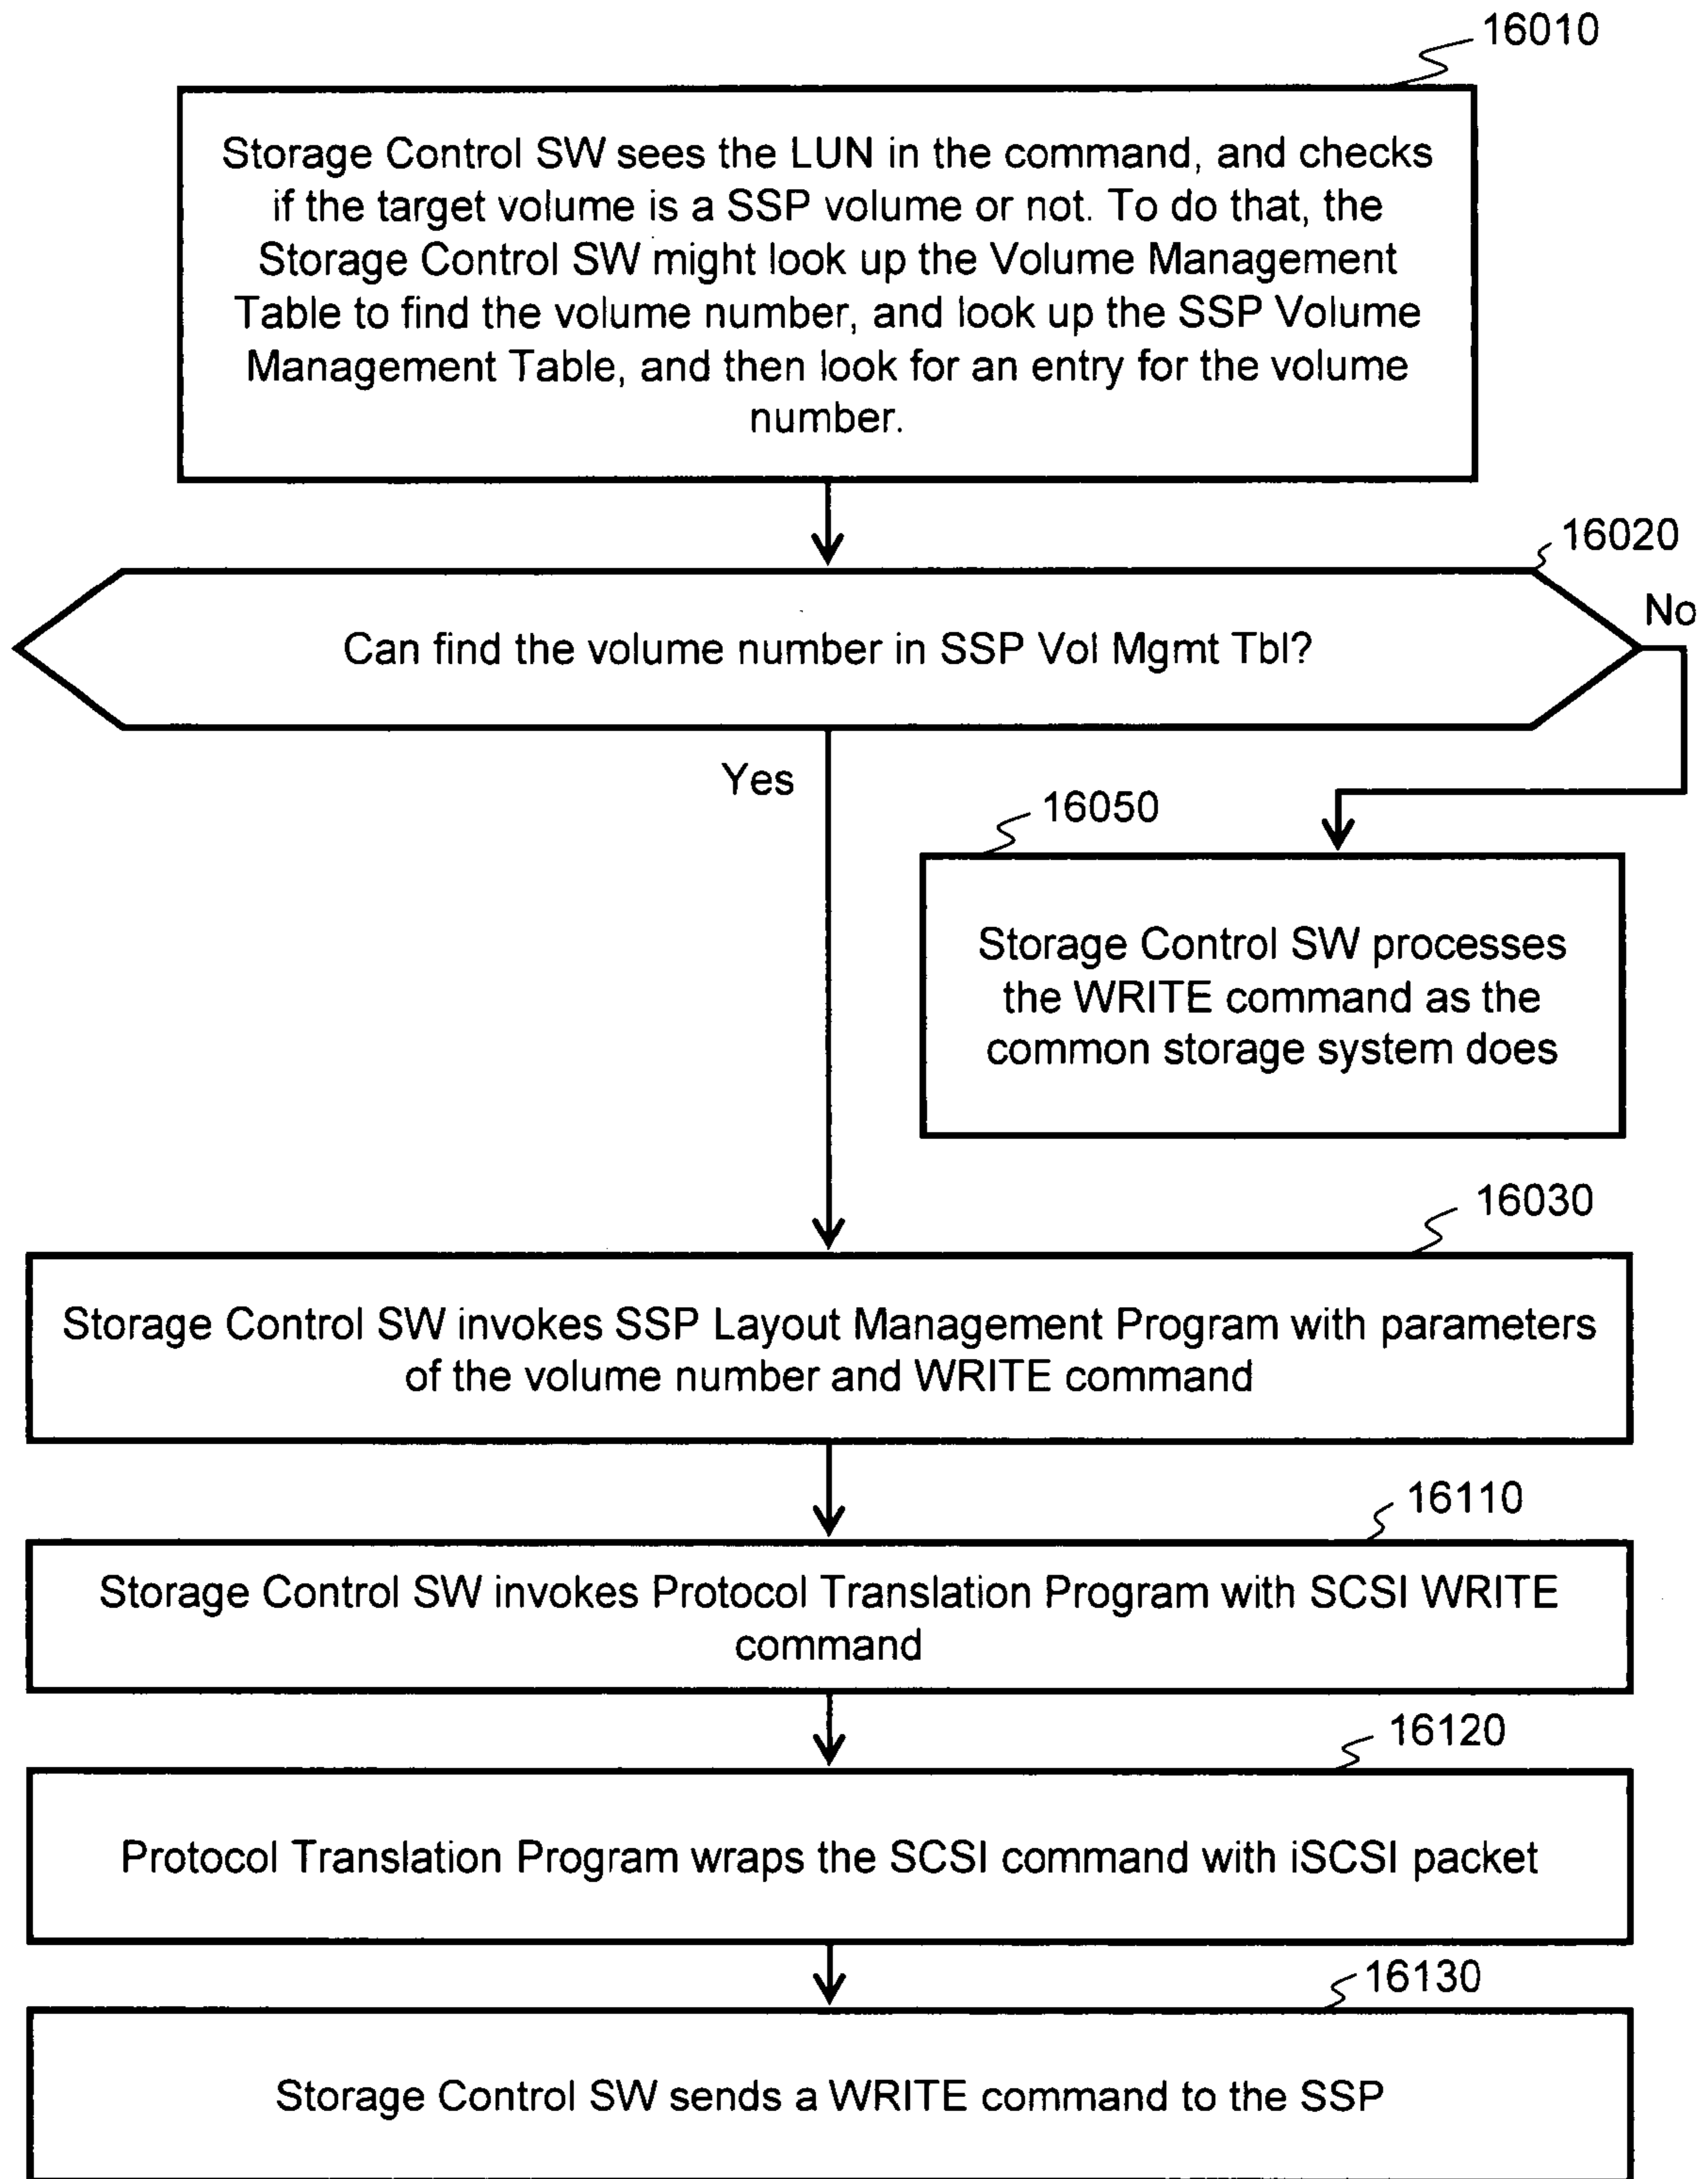 16010
Storage Control SW sees the LUN in the command, and checks
if the target volume is a SSP volume or not. To do that, the
Storage Control SW might look up the Volume Management
Table to find the volume number, and look up the SSP Volume
Management Table, and then look for an entry for the volume
number.
16020
No
Can find the volume number in SSP Vol Mgmt Tbl?
Yes
16050
Storage Control SW processes
the WRITE command as the
common storage system does
16030
Storage Control SW invokes SSP Layout Management Program with parameters
of the volume number and WRITE command
16110
Storage Control SW invokes Protocol Translation Program with SCSI WRITE
command
16120
Protocol Translation Program wraps the SCSI command with iSCSI packet
16130
Storage Control SW sends a WRITE command to the SSP